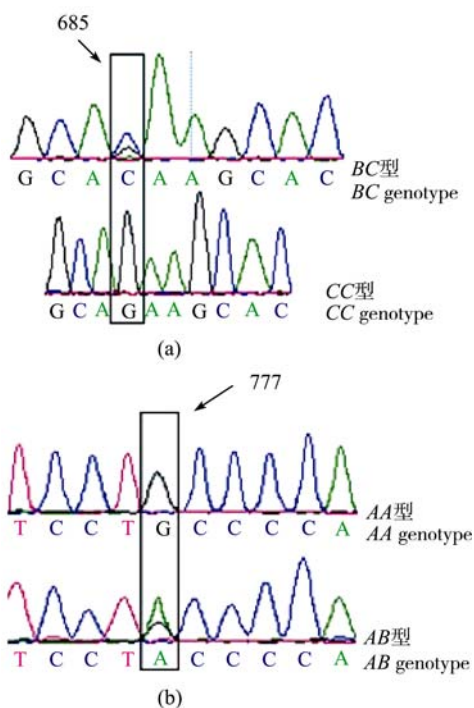 685
G C A C A A G C A C
BC型
BC genotype
G C A G A A G C A C
CC型
CC genotype
(a)
777
T C C T G C C C C A
AA型
AA genotype
T C C T A C C C C A
AB型
AB genotype
(b)